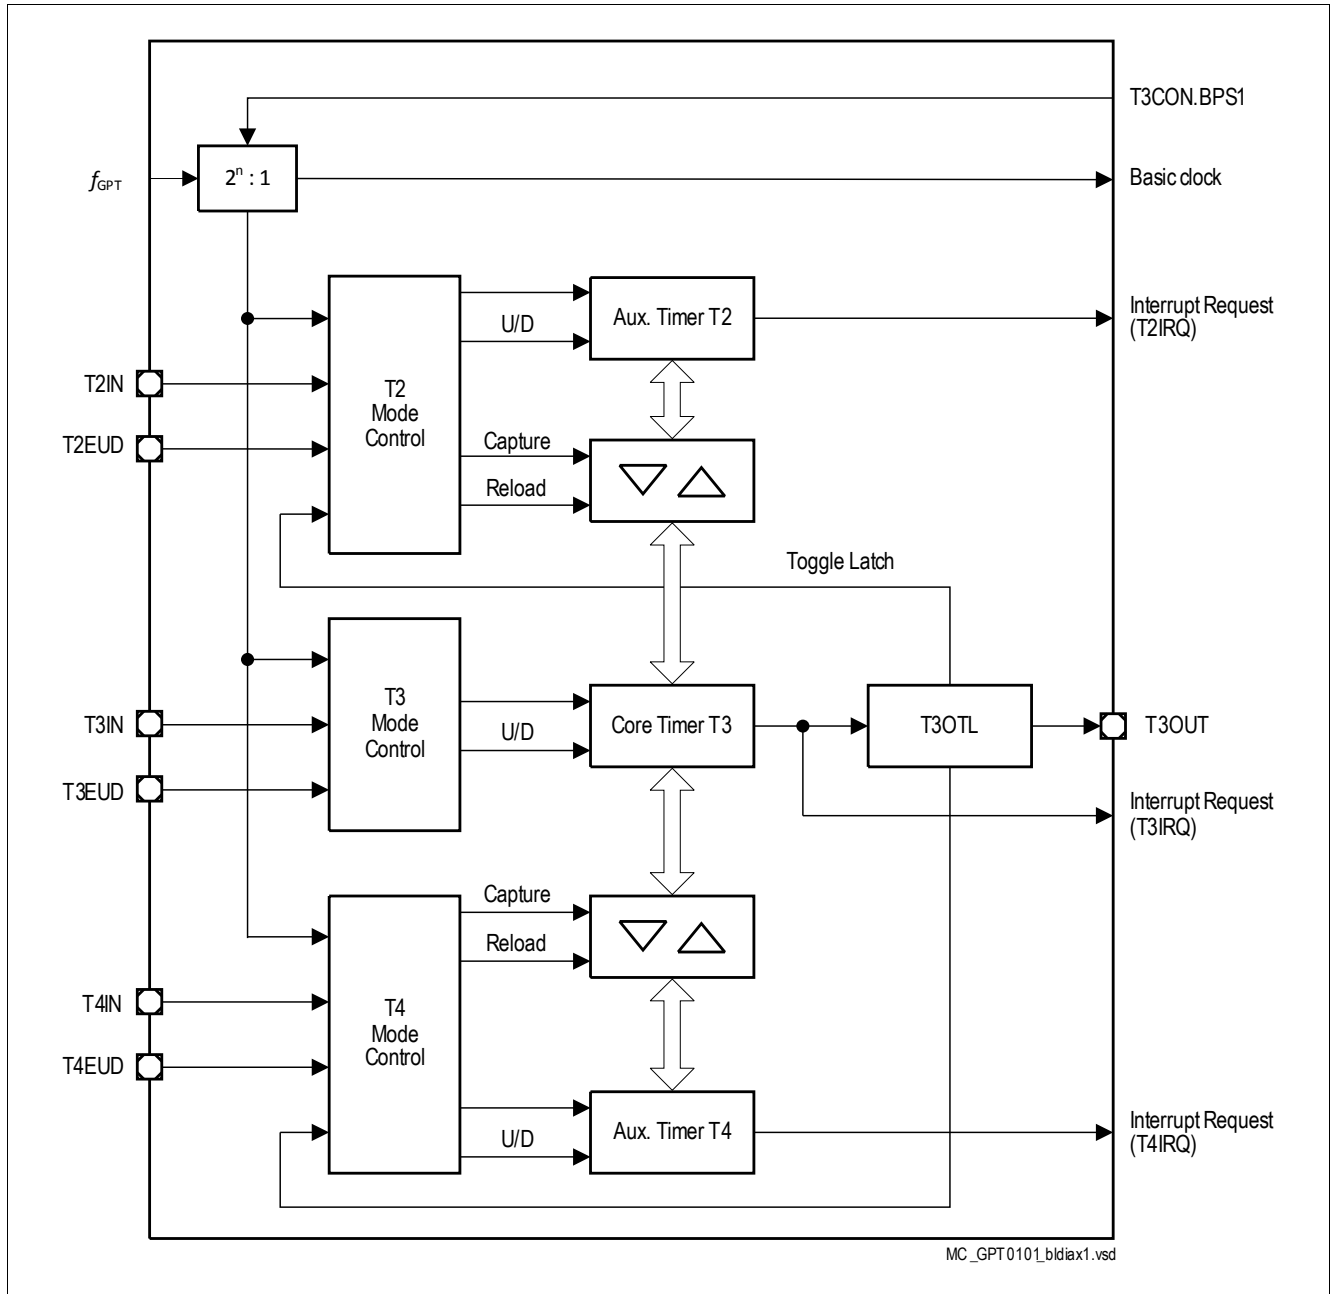 T3CON.BPS1
fGPT
2n : 1
Basic clock
T2IN
T2EUD
T2
Mode
Control
U/D
Aux. Timer T2
Interrupt Request
(T2IRQ)
Capture
Reload
Toggle Latch
T3IN
T3EUD
T3
Mode
Control
U/D
Core Timer T3
T3OTL
T3OUT
Interrupt Request
(T3IRQ)
Capture
Reload
T4IN
T4EUD
T4
Mode
Control
U/D
Aux. Timer T4
Interrupt Request
(T4IRQ)
MC_GPT0101_bldiax1.vsd